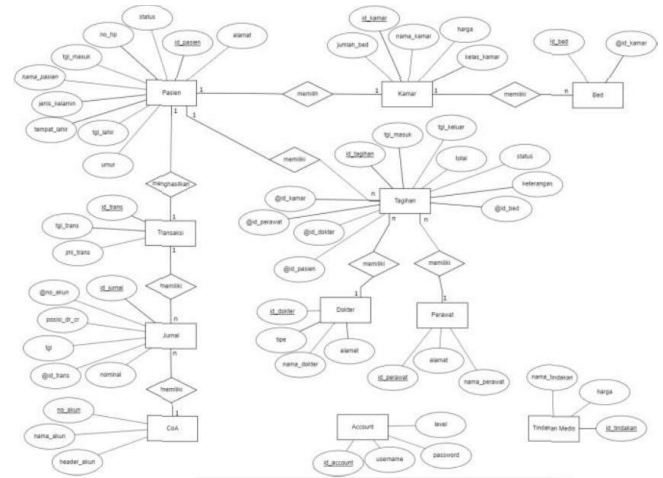 status
no_hp
id_pasien
alamat
tgl_masuk
nama_pasien
jenis_kelamin
tempat_lahir
tgl_lahir
umur
Pasien
1
memilih
1
id_kamar
jumlah_bed
nama_kamar
harga
kelas_kamar
Kamar
1
memiliki
n
id_bed
@id_kamar
Bed
1
1
memiliki
n
tgl_masuk
tgl_keluar
id_tagihan
total
status
keterangan
@id_bed
@id_kamar
@id_perawat
@id_dokter
@id_pasien
Tagihan
menghasilkan
1
id_trans
tgl_trans
jml_trans
Transaksi
1
memiliki
n
@no_akun
id_jurnal
posisi_dr_cr
tgl
@id_trans
nominal
Jurnal
n
memiliki
1
no_akun
nama_akun
header_akun
CoA
n
memiliki
1
id_dokter
tipe
nama_dokter
alamat
Dokter
n
memiliki
1
Perawat
id_perawat
alamat
nama_perawat
Account
level
password
username
id_account
nama_tindakan
harga
id_tindakan
Tindakan Medis